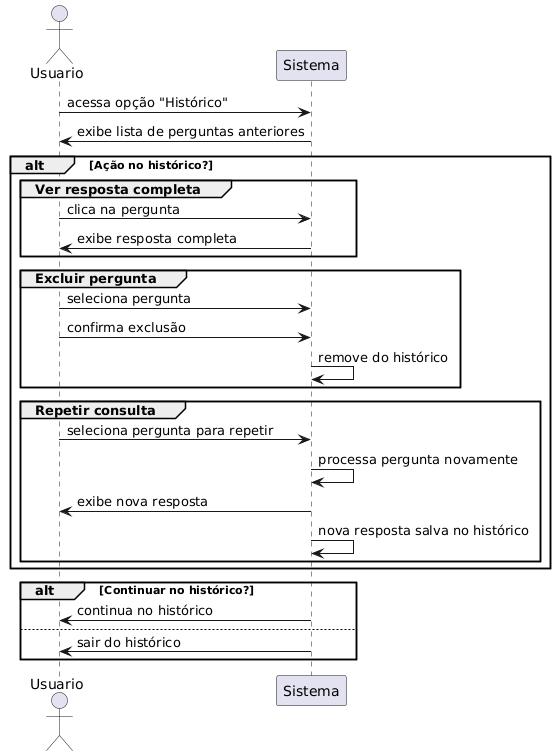 Usuario
Sistema
acessa opção "Histórico"
exibe lista de perguntas anteriores
alt [Ação no histórico?]
Ver resposta completa
clica na pergunta
exibe resposta completa
Excluir pergunta
seleciona pergunta
confirma exclusão
remove do histórico
Repetir consulta
seleciona pergunta para repetir
processa pergunta novamente
exibe nova resposta
nova resposta salva no histórico
alt [Continuar no histórico?]
continua no histórico
sair do histórico
Usuario
Sistema